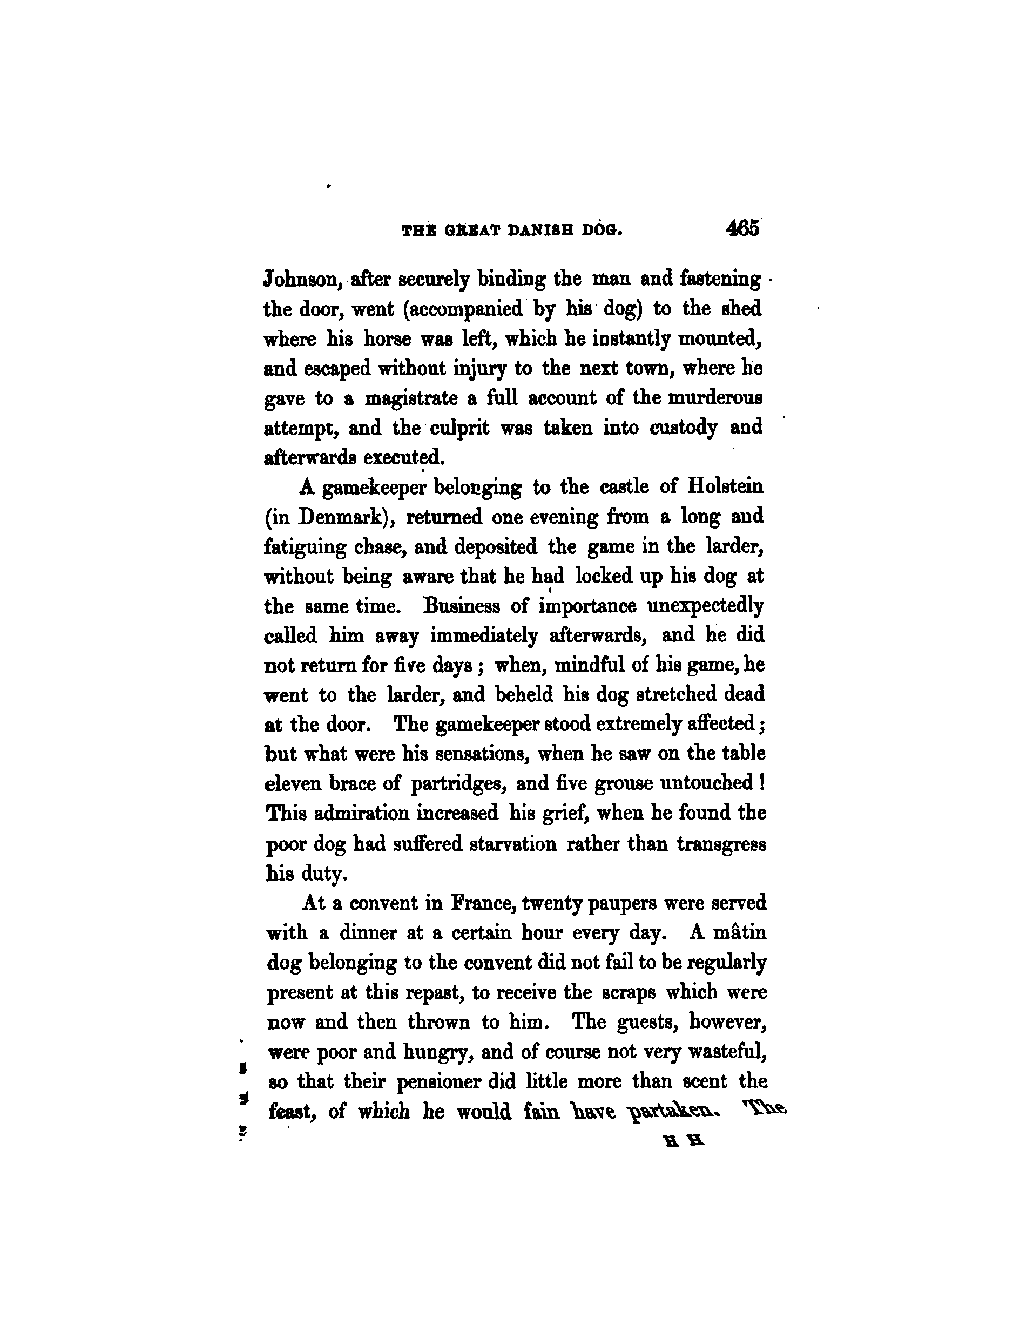 THE GREAT DANISH DOG. 465
Johnson, after securely binding the man and fastening
the door, went (accompanied by his dog) to the shed
where his horse was left, which he instantly mounted,
and escaped without injury to the next town, where he
gave to a magistrate a full account of the murderous
attempt, and the culprit was taken into custody and
afterwards executed.
A gamekeeper belonging to the castle of Holstein
(in Denmark), returned one evening from a long and
fatiguing chase, and deposited the game in the larder,
without being aware that he had locked up his dog at
the same time. Business of importance unexpectedly
called him away immediately afterwards, and he did
not return for five days; when, mindful of his game, he
went to the larder, and beheld his dog stretched dead
at the door. The gamekeeper stood extremely affected;
but what were his sensations, when he saw on the table
eleven brace of partridges, and five grouse untouched!
This admiration increased his grief, when he found the
poor dog had suffered starvation rather than transgress
his duty.
At a convent in France, twenty paupers were served
with a dinner at a certain hour every day. A mâtin
dog belonging to the convent did not fail to be regularly
present at this repast, to receive the scraps which were
now and then thrown to him. The guests, however,
were poor and hungry, and of course not very wasteful,
so that their pensioner did little more than scent the
feast, of which he would fain have partaken. The
H H